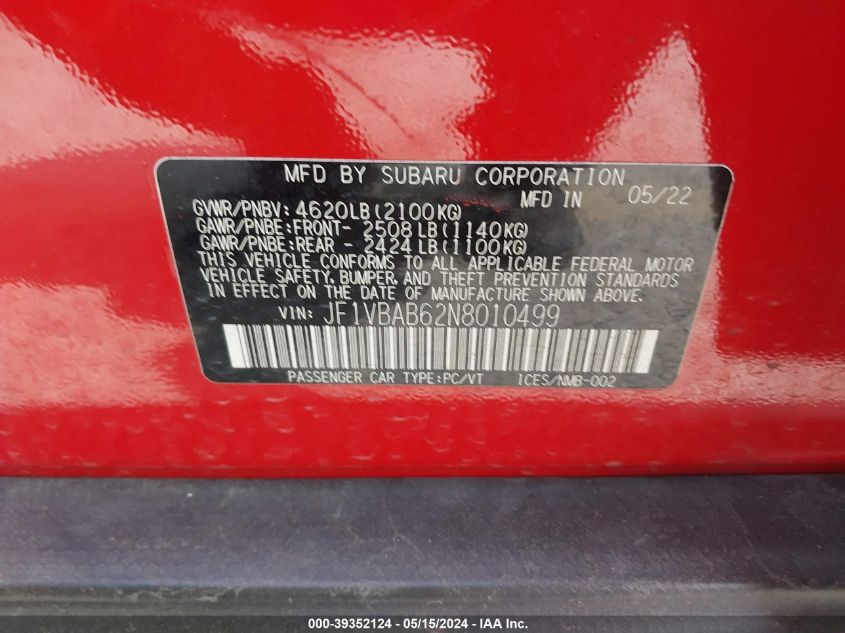 MFD BY SUBARU CORPORATION
MFD IN 05/22
GVWR/PNBV: 4620LB(2100KG)
GAWR/PNBE:FRONT- 2508LB(1140KG)
GAWR/PNBE:REAR - 2424LB(1100KG)
THIS VEHICLE CONFORMS TO ALL APPLICABLE FEDERAL MOTOR
VEHICLE SAFETY, BUMPER, AND THEFT PREVENTION STANDARDS
IN EFFECT ON THE DATE OF MANUFACTURE SHOWN ABOVE.
VIN: JF1VBAB62N8010499
PASSENGER CAR TYPE:PC/VT ICES/NMB-002
000-39352124 — 05/15/2024 — IAA Inc.